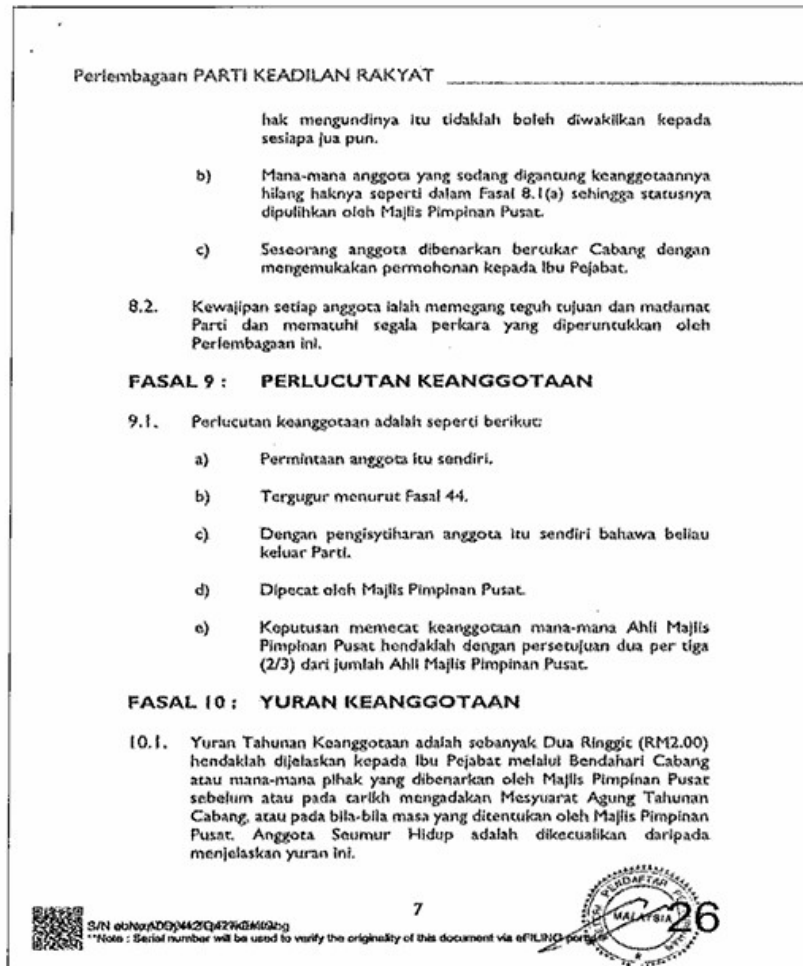 Perlembagaan PARTI KEADILAN RAKYAT
hak mengundinya itu tidaklah boleh diwakilkan kepada
sesiapa jua pun.
b) Mana-mana anggota yang sedang digantung keanggotaannya
hilang haknya seperti dalam Fasal 8.1(a) sehingga statusnya
dipulihkan oleh Majlis Pimpinan Pusat.
c) Seseorang anggota dibenarkan bertukar Cabang dengan
mengemukakan permohonan kepada Ibu Pejabat.
8.2. Kewajipan setiap anggota ialah memegang teguh tujuan dan matlamat
Parti dan mematuhi segala perkara yang diperuntukkan oleh
Perlembagaan ini.
FASAL 9 : PERLUCUTAN KEANGGOTAAN
9.1. Perlucutan keanggotaan adalah seperti berikut:
a) Permintaan anggota itu sendiri.
b) Tergugur menurut Fasal 44.
c) Dengan pengisytiharan anggota itu sendiri bahawa beliau
keluar Parti.
d) Dipecat oleh Majlis Pimpinan Pusat.
e) Keputusan memecat keanggotaan mana-mana Ahli Majlis
Pimpinan Pusat hendaklah dengan persetujuan dua per tiga
(2/3) dari jumlah Ahli Majlis Pimpinan Pusat.
FASAL 10 : YURAN KEANGGOTAAN
10.1. Yuran Tahunan Keanggotaan adalah sebanyak Dua Ringgit (RM2.00)
hendaklah dijelaskan kepada Ibu Pejabat melalui Bendahari Cabang
atau mana-mana pihak yang dibenarkan oleh Majlis Pimpinan Pusat
sebelum atau pada tarikh mengadakan Mesyuarat Agung Tahunan
Cabang, atau pada bila-bila masa yang ditentukan oleh Majlis Pimpinan
Pusat. Anggota Seumur Hidup adalah dikecualikan daripada
menjelaskan yuran ini.
7
26
PENDAFTAR
MALAYSIA
S/N
**Note : Serial number will be used to verify the originality of this document via eFILING portal